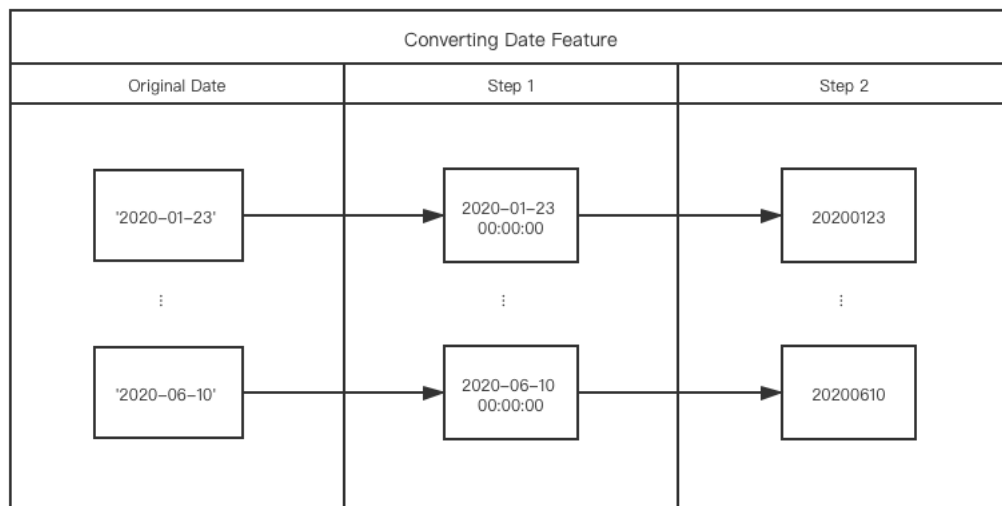 Converting Date Feature
Original Date
Step 1
Step 2
'2020-01-23'
2020-01-23
00:00:00
20200123
...
...
...
'2020-06-10'
2020-06-10
00:00:00
20200610